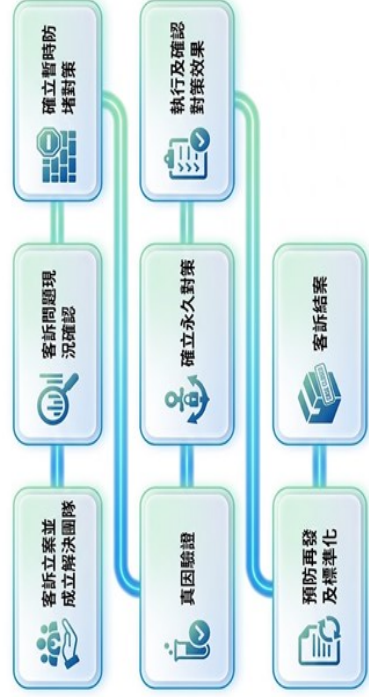 客訴立案並
成立解決團隊
客訴問題現
況確認
確立暫時防
堵對策
真因驗證
確立永久對策
執行及確認
對策效果
預防再發
及標準化
客訴結案